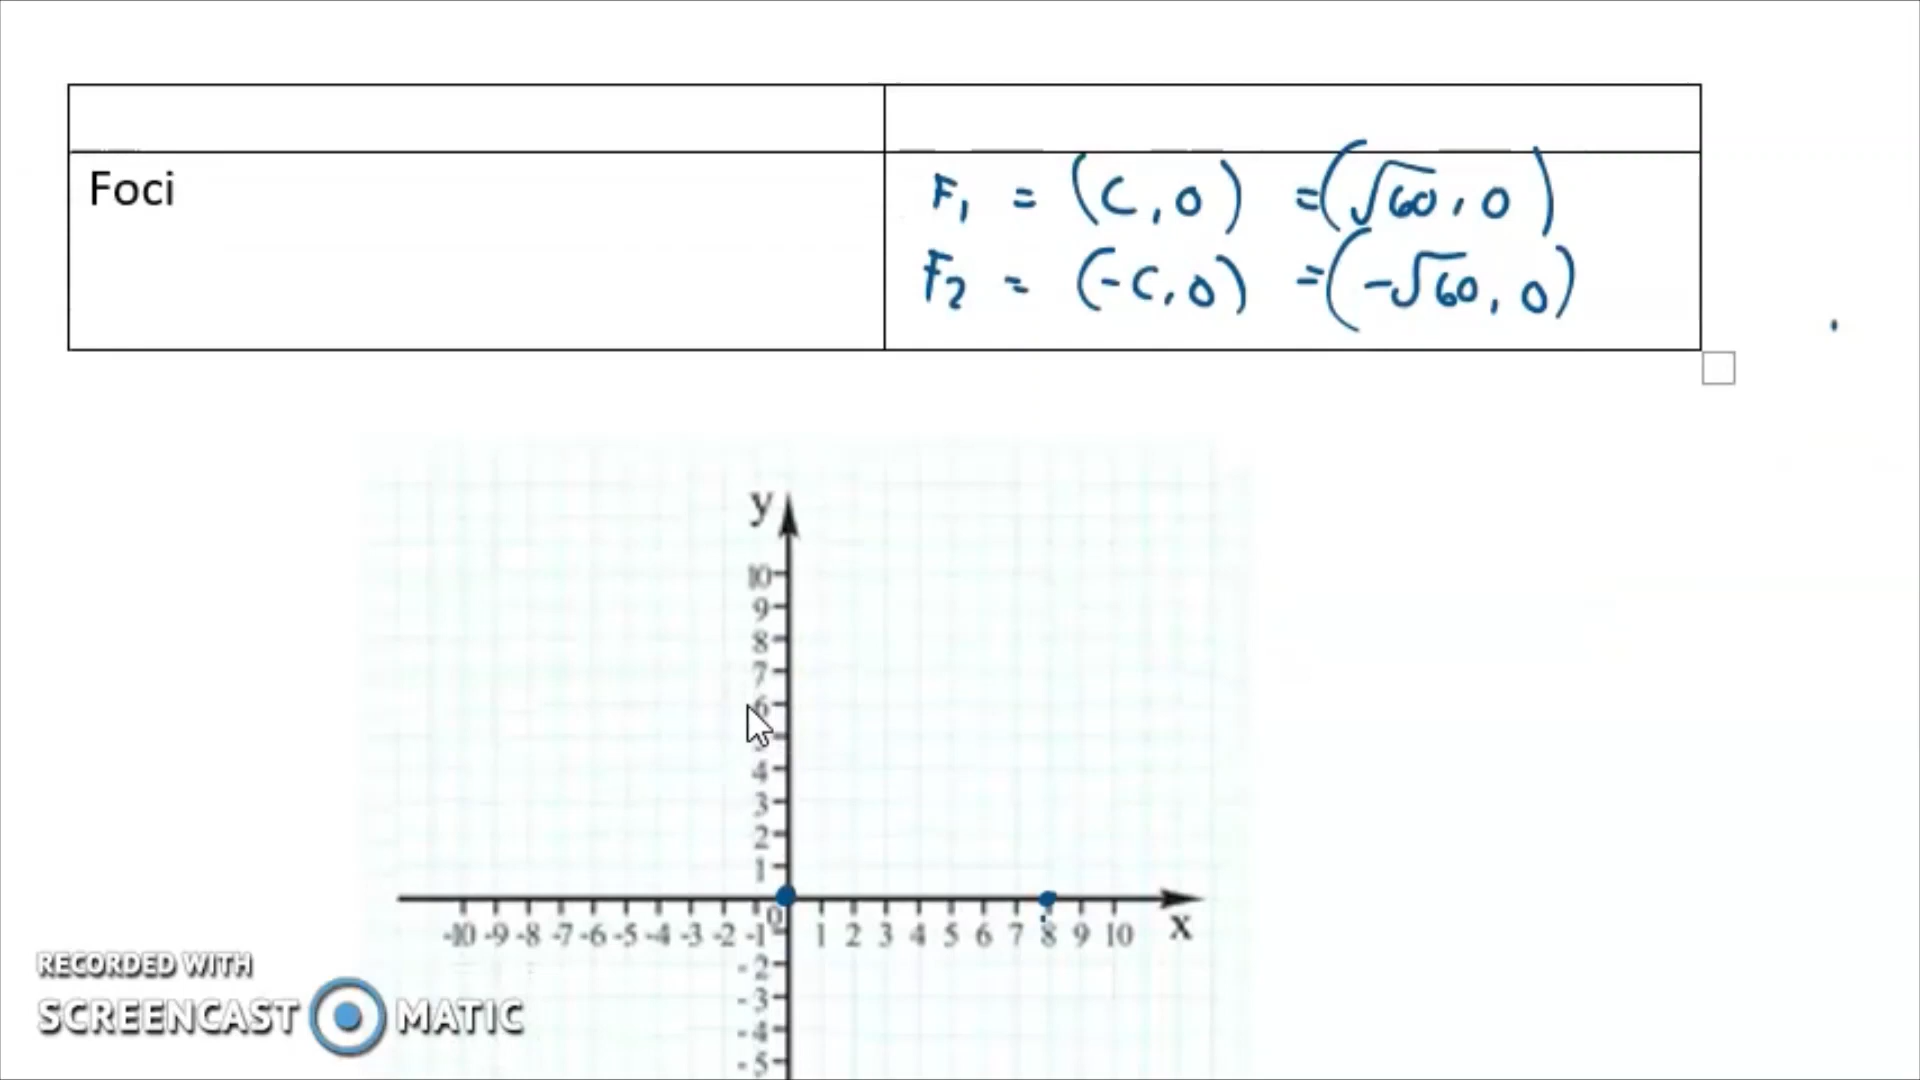 Foci
F₁ = (C, 0) = (√60, 0)
F₂ = (-C, 0) = (-√60, 0)
y
10
9
8
7
6
5
4
3
2
1
0
-10 -9 -8 -7 -6 -5 -4 -3 -2 -1 1 2 3 4 5 6 7 8 9 10 x
-2
-3
-4
-5
RECORDED WITH
SCREENCAST MATIC